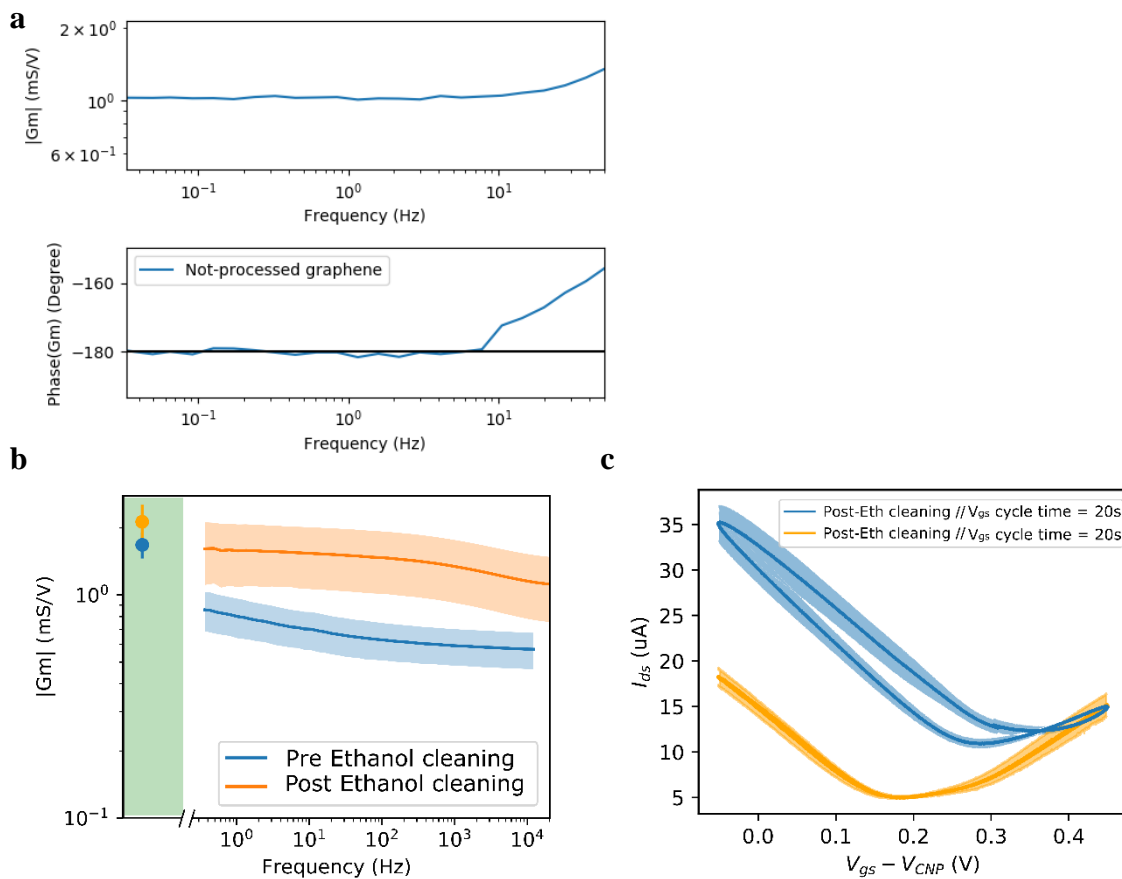 a
2 × 10⁰
10⁰
6 × 10⁻¹
|Gm| (mS/V)
10⁻¹ 10⁰ 10¹
Frequency (Hz)
Not-processed graphene
−160
−180
Phase(Gm) (Degree)
10⁻¹ 10⁰ 10¹
Frequency (Hz)
b
10⁰
10⁻¹
|Gm| (mS/V)
Pre Ethanol cleaning
Post Ethanol cleaning
10⁰ 10¹ 10² 10³ 10⁴
Frequency (Hz)
c
Post-Eth cleaning // V_gs cycle time = 20s
Post-Eth cleaning // V_gs cycle time = 20s
35
30
25
20
15
10
5
I_ds (uA)
0.0 0.1 0.2 0.3 0.4
V_gs − V_CNP (V)